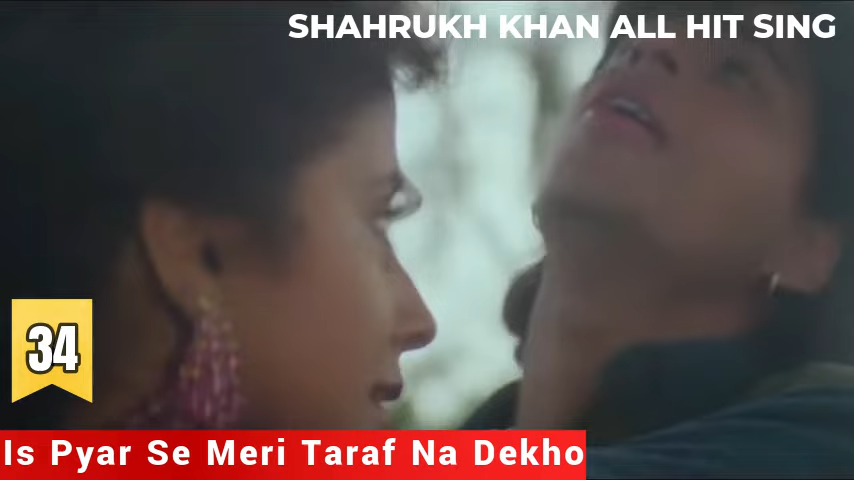 SHAHRUKH KHAN ALL HIT SING
34
Is Pyar Se Meri Taraf Na Dekho